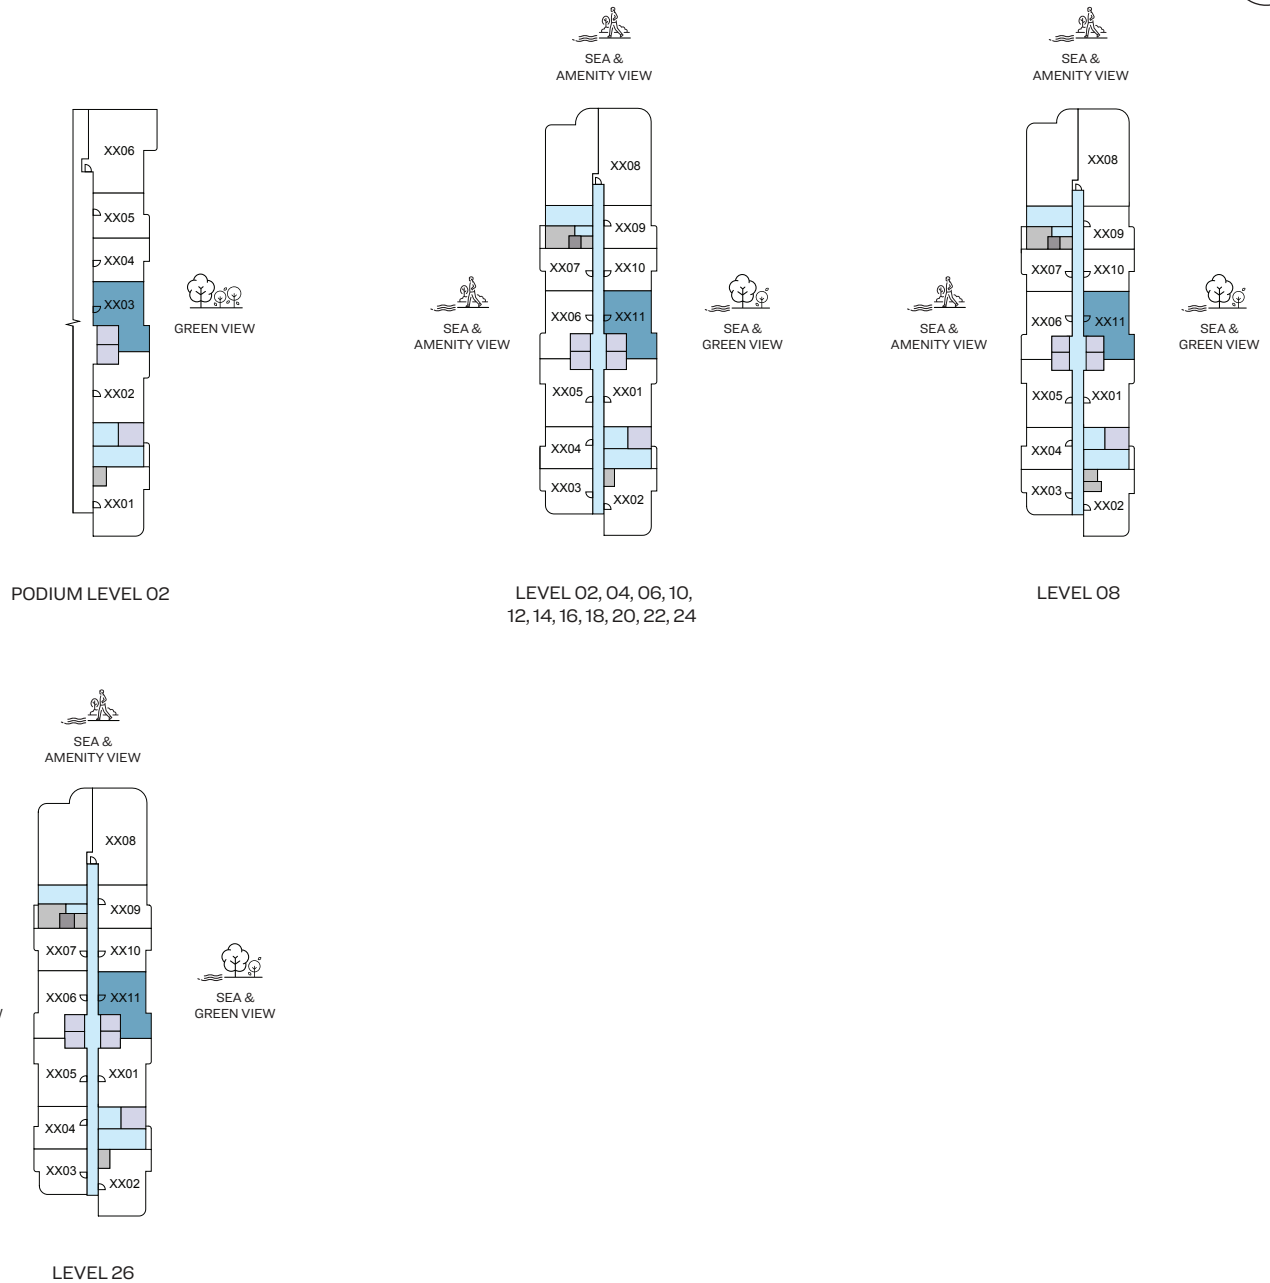 SEA &
AMENITY VIEW
SEA &
AMENITY VIEW
XX06
XX05
XX04
XX03
XX02
XX01
GREEN VIEW
PODIUM LEVEL 02
XX08
XX09
XX07
XX10
XX06
XX11
XX05
XX01
XX04
XX03
XX02
SEA &
AMENITY VIEW
SEA &
GREEN VIEW
LEVEL 02, 04, 06, 10,
12, 14, 16, 18, 20, 22, 24
XX08
XX09
XX07
XX10
XX06
XX11
XX05
XX01
XX04
XX03
XX02
SEA &
AMENITY VIEW
SEA &
GREEN VIEW
LEVEL 08
SEA &
AMENITY VIEW
XX08
XX09
XX07
XX10
XX06
XX11
XX05
XX01
XX04
XX03
XX02
SEA &
GREEN VIEW
LEVEL 26